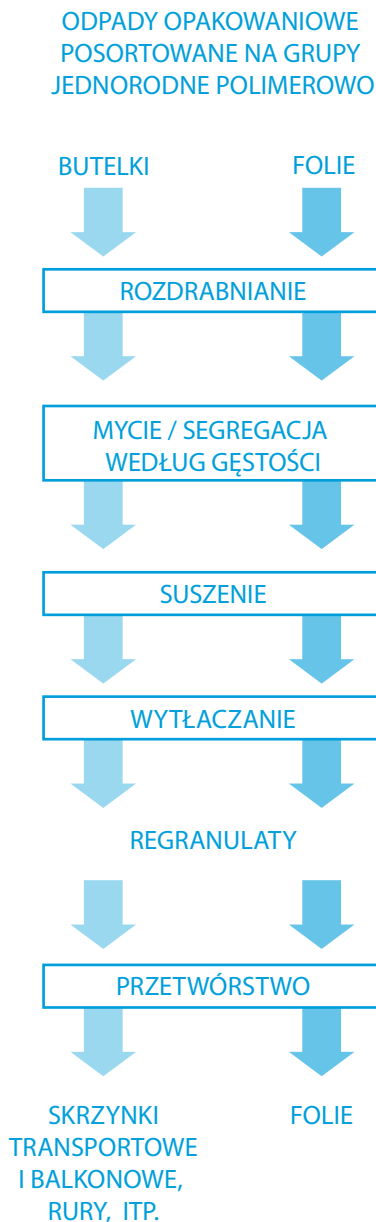 ODPADY OPAKOWANIOWE
POSORTOWANE NA GRUPY
JEDNORODNE POLIMEROWO
BUTELKI
FOLIE
ROZDRABNIANIE
MYCIE / SEGREGACJA
WEDŁUG GĘSTOŚCI
SUSZENIE
WYTŁACZANIE
REGRANULATY
PRZETWÓRSTWO
SKRZYNKI
TRANSPORTOWE
I BALKONOWE,
RURY, ITP.
FOLIE